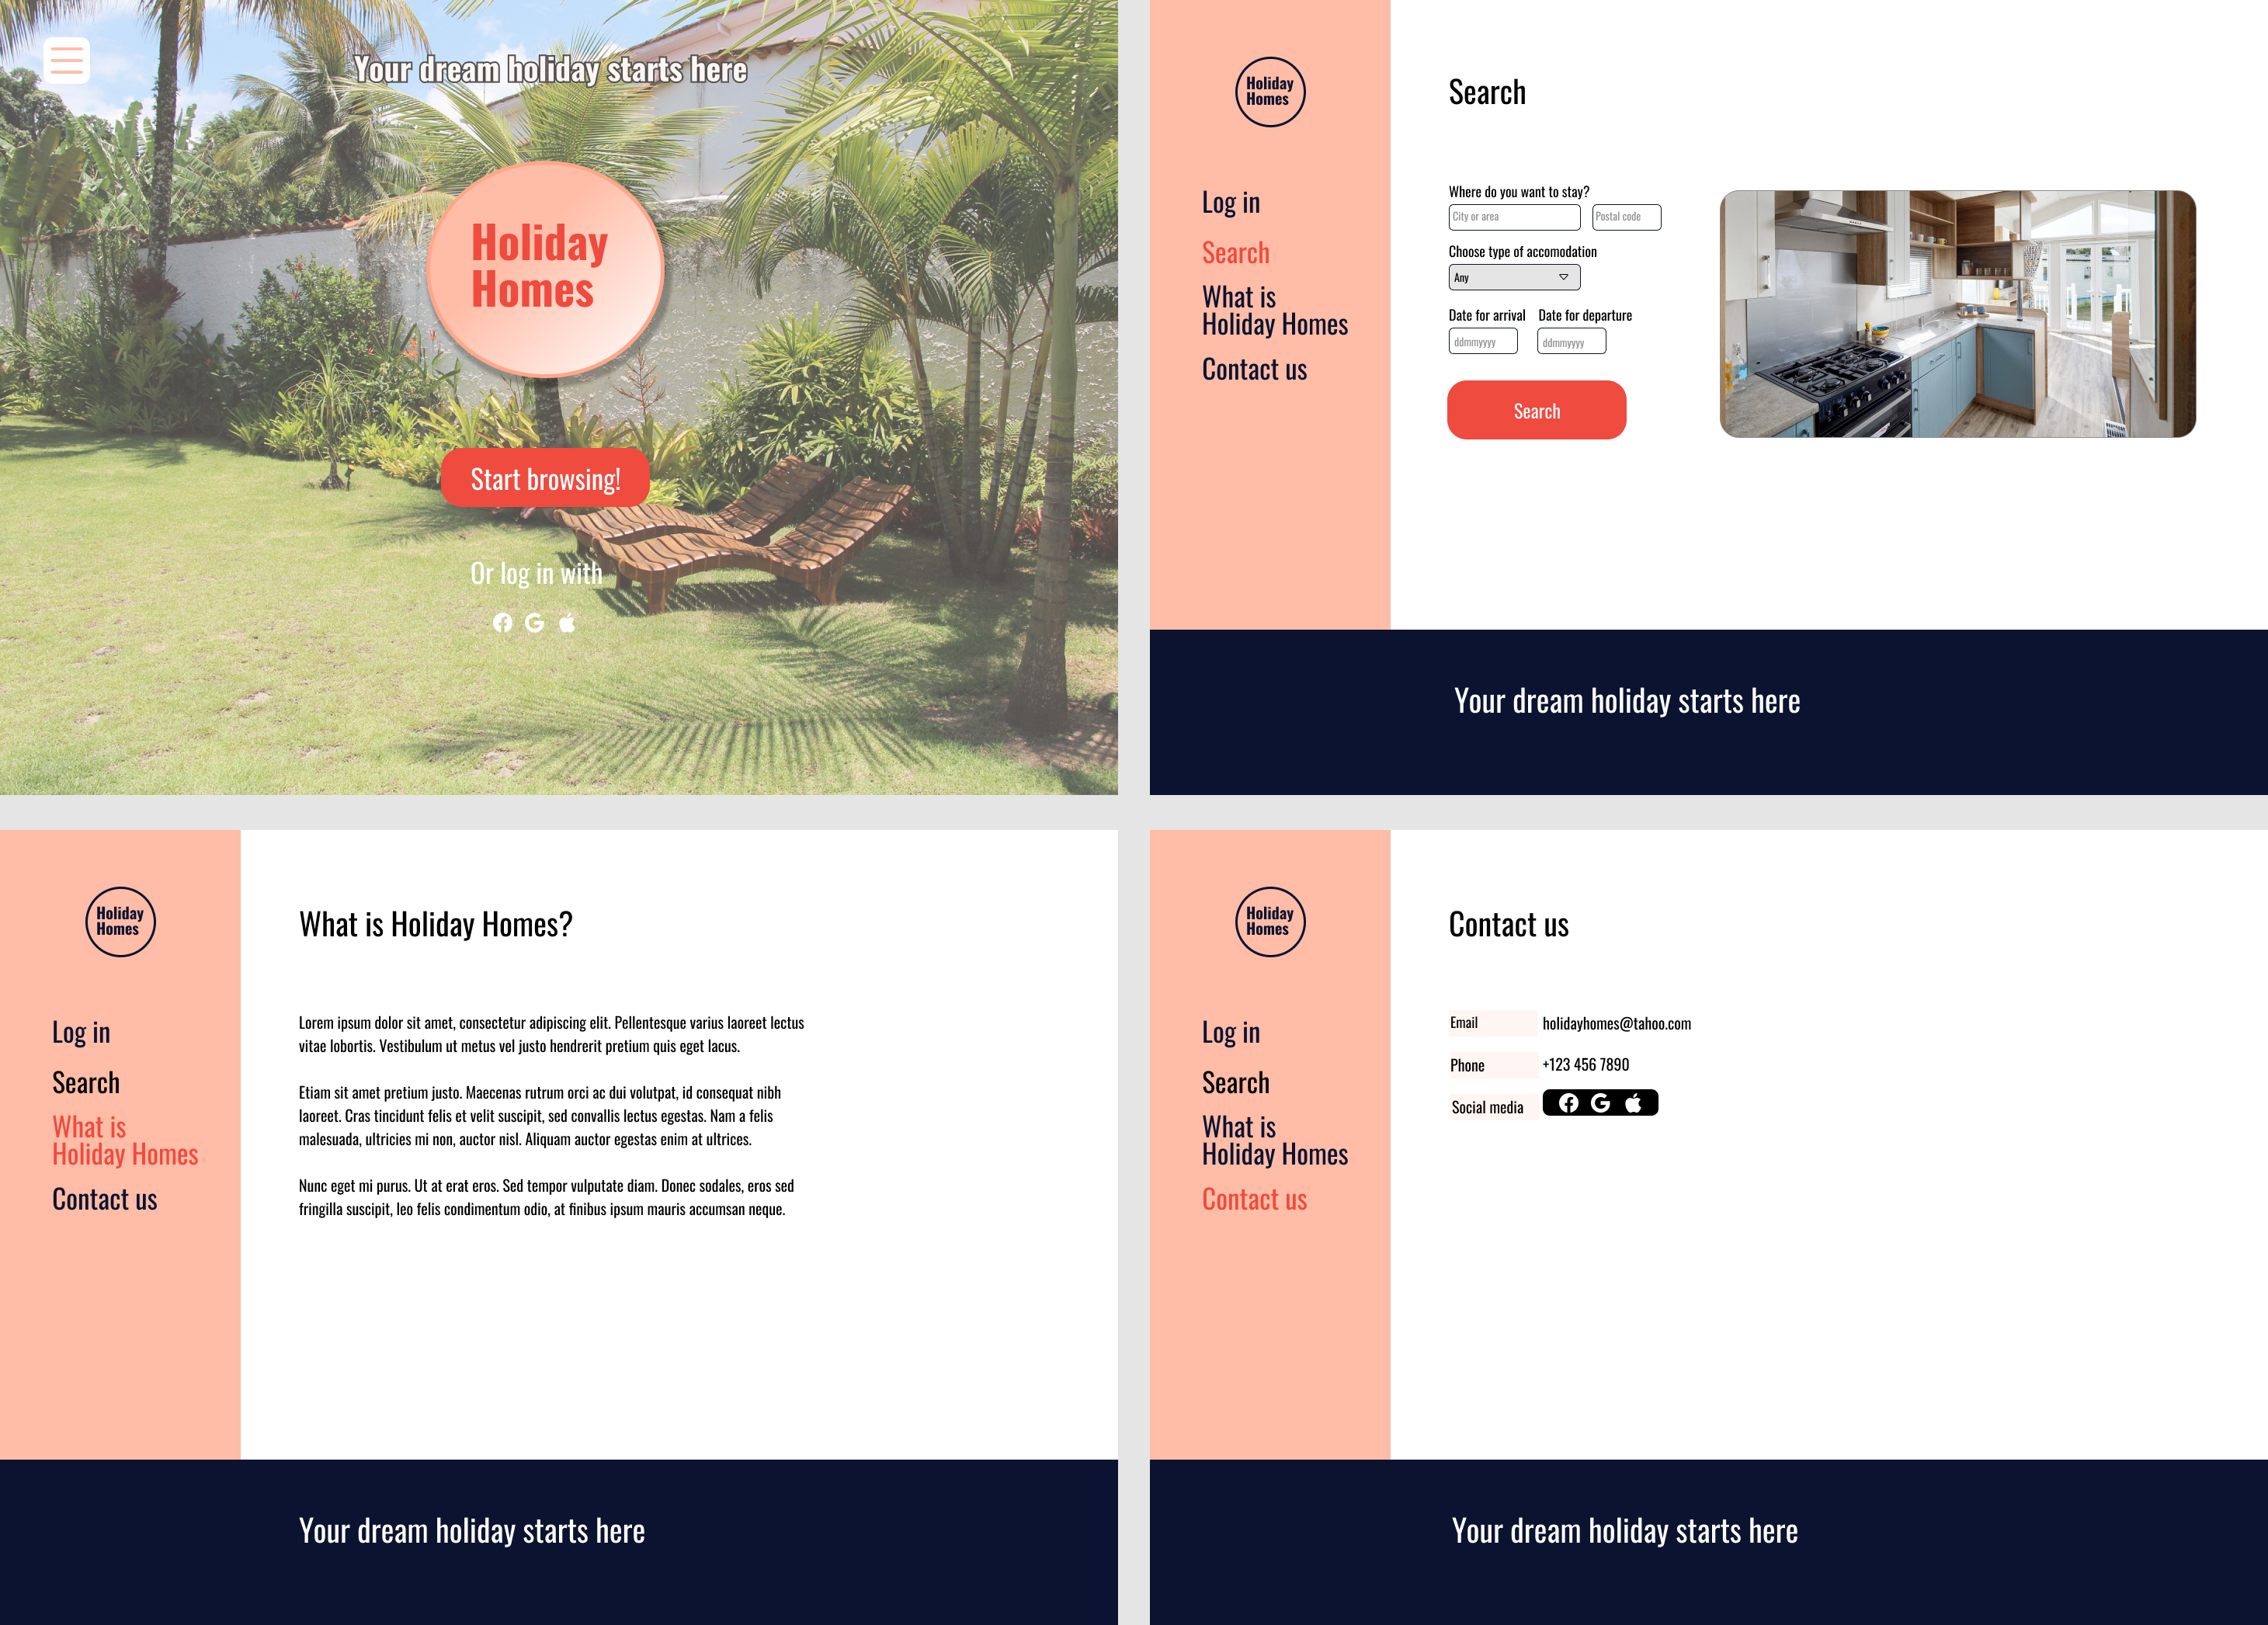 Your dream holiday starts here
Holiday
Homes
Start browsing!
Or log in with
Holiday
Homes
Log in
Search
What is
Holiday Homes
Contact us
Search
Where do you want to stay?
City or area
Postal code
Choose type of accomodation
Any
Date for arrival
Date for departure
ddmmyyyy
ddmmyyyy
Search
Your dream holiday starts here
Holiday
Homes
Log in
Search
What is
Holiday Homes
Contact us
What is Holiday Homes?
Lorem ipsum dolor sit amet, consectetur adipiscing elit. Pellentesque varius laoreet lectus
vitae lobortis. Vestibulum ut metus vel justo hendrerit pretium quis eget lacus.
Etiam sit amet pretium justo. Maecenas rutrum orci ac dui volutpat, id consequat nibh
laoreet. Cras tincidunt felis et velit suscipit, sed convallis lectus egestas. Nam a felis
malesuada, ultricies mi non, auctor nisl. Aliquam auctor egestas enim at ultrices.
Nunc eget mi purus. Ut at erat eros. Sed tempor vulputate diam. Donec sodales, eros sed
fringilla suscipit, leo felis condimentum odio, at finibus ipsum mauris accumsan neque.
Your dream holiday starts here
Holiday
Homes
Log in
Search
What is
Holiday Homes
Contact us
Contact us
Email
holidayhomes@tahoo.com
Phone
+123 456 7890
Social media
Your dream holiday starts here